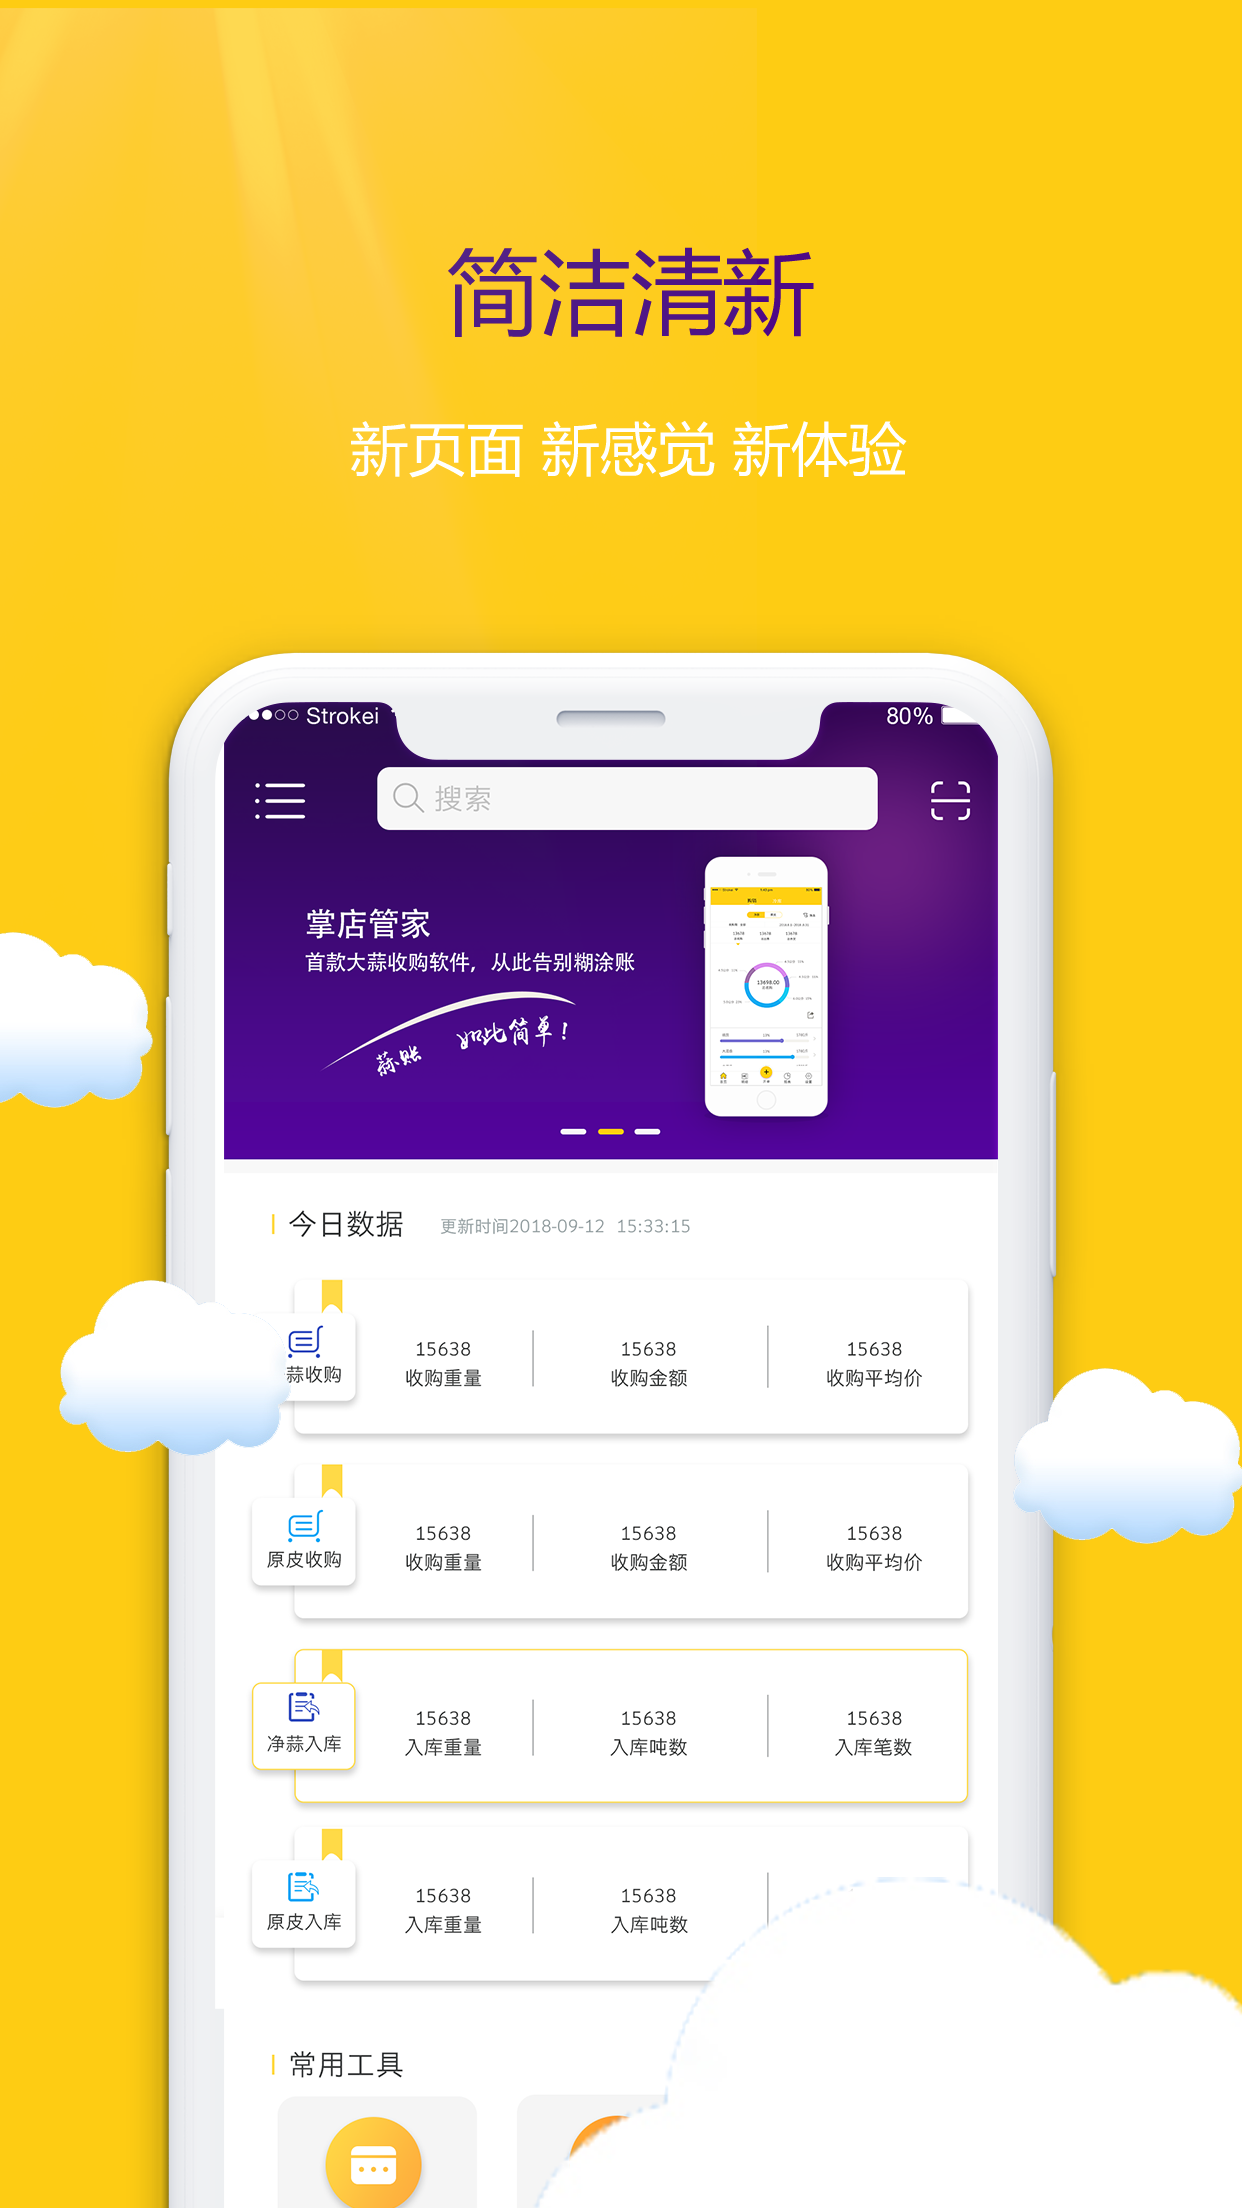 简洁清新
新页面 新感觉 新体验
Strokei
80%
搜索
掌店管家
首款大蒜收购软件，从此告别糊涂账
蒜账 如此简单！
13698.00
今日数据 更新时间2018-09-12 15:33:15
蒜收购
15638 15638 15638
收购重量 收购金额 收购平均价
原皮收购
15638 15638 15638
收购重量 收购金额 收购平均价
净蒜入库
15638 15638 15638
入库重量 入库吨数 入库笔数
原皮入库
15638 15638
入库重量 入库吨数
常用工具